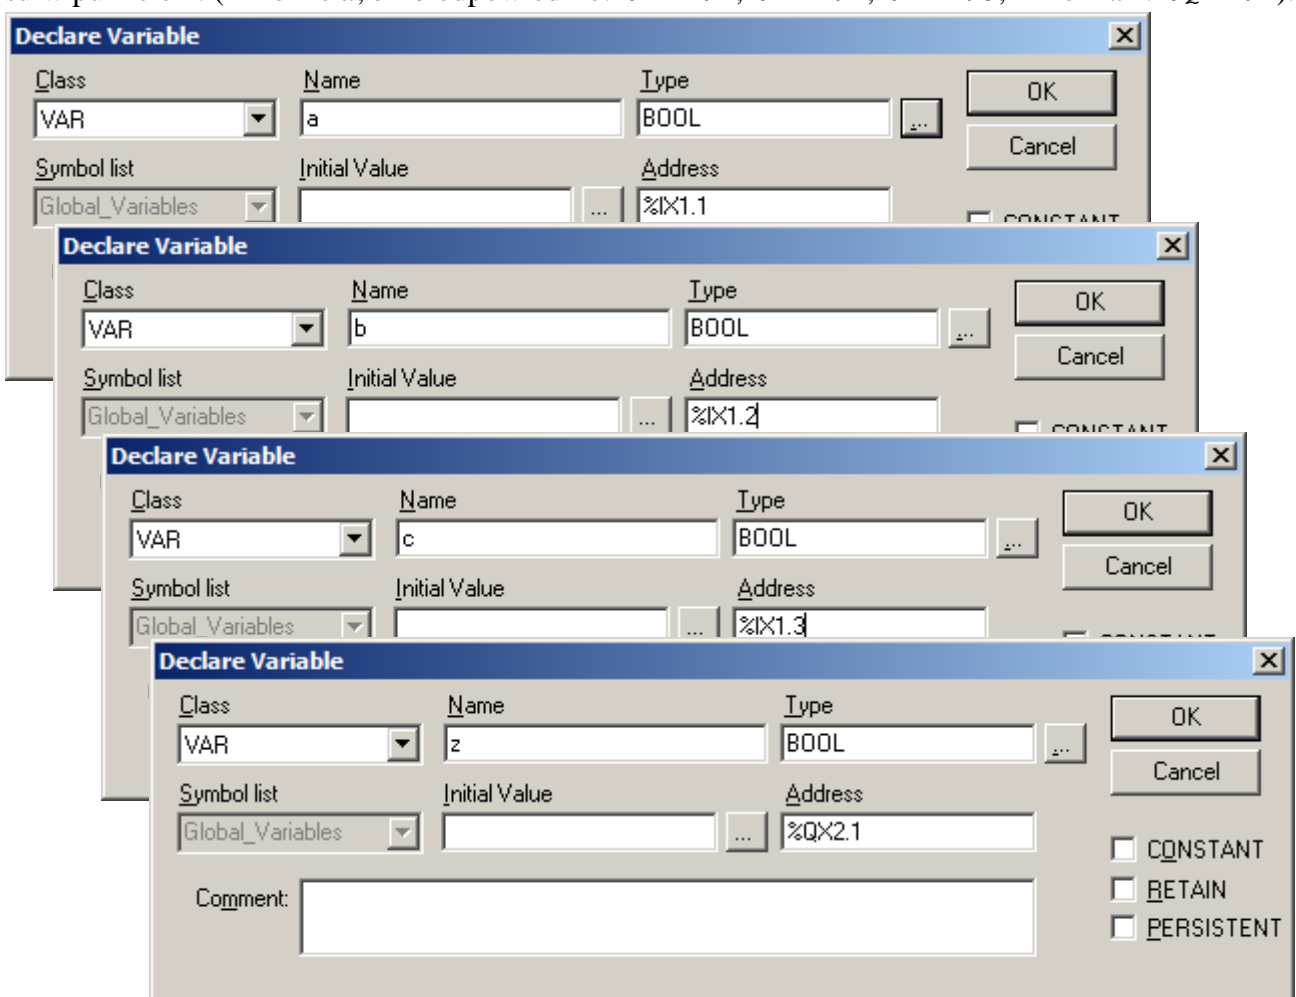 Declare Variable
Class Name Type
VAR a BOOL ... OK
Cancel
Symbol list Initial Value Address
Global_Variables ... %IX1.1
CONSTANT
Declare Variable
Class Name Type
VAR b BOOL ... OK
Cancel
Symbol list Initial Value Address
Global_Variables ... %IX1.2
CONSTANT
Declare Variable
Class Name Type
VAR c BOOL ... OK
Cancel
Symbol list Initial Value Address
Global_Variables ... %IX1.3
Declare Variable
Class Name Type
VAR z BOOL ... OK
Cancel
Symbol list Initial Value Address
Global_Variables ... %QX2.1
CONSTANT
Comment: RETAIN
PERSISTENT